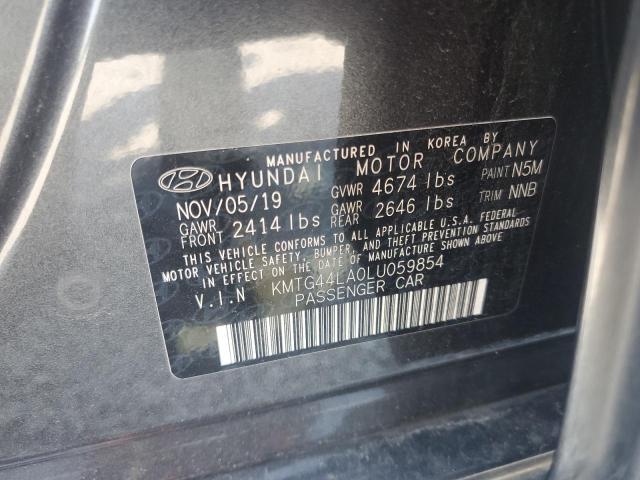 MANUFACTURED IN KOREA BY
HYUNDAI MOTOR COMPANY
NOV/05/19 GVWR 4674 lbs PAINT N5M
GAWR FRONT 2414 lbs GAWR REAR 2646 lbs TRIM NNB
THIS VEHICLE CONFORMS TO ALL APPLICABLE U.S.A. FEDERAL
MOTOR VEHICLE SAFETY, BUMPER, AND THEFT PREVENTION STANDARDS
IN EFFECT ON THE DATE OF MANUFACTURE SHOWN ABOVE.
V.I.N KMTG44LA0LU059854
PASSENGER CAR